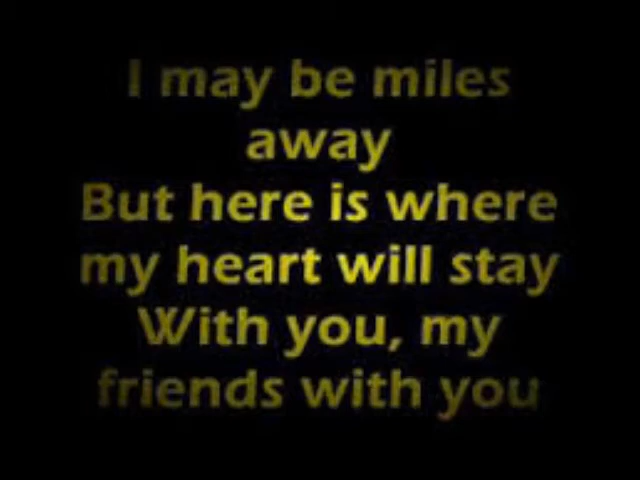 I may be miles
away
But here is where
my heart will stay
With you, my
friends with you